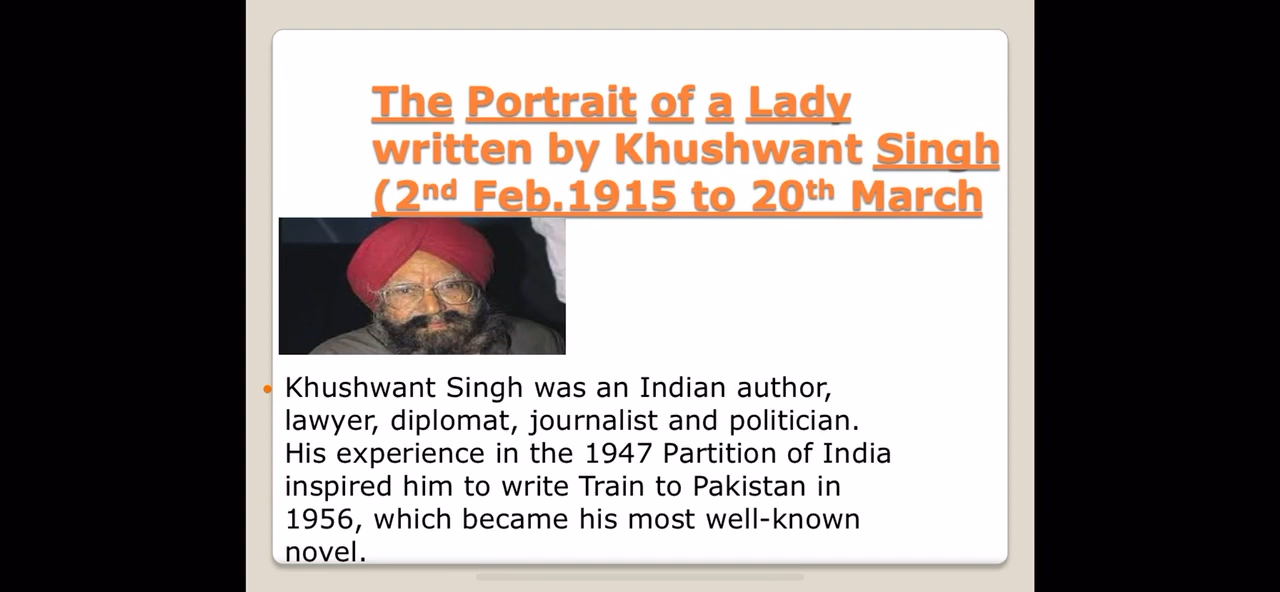 The Portrait of a Lady
written by Khushwant Singh
(2nd Feb.1915 to 20th March
Khushwant Singh was an Indian author,
lawyer, diplomat, journalist and politician.
His experience in the 1947 Partition of India
inspired him to write Train to Pakistan in
1956, which became his most well-known
novel.